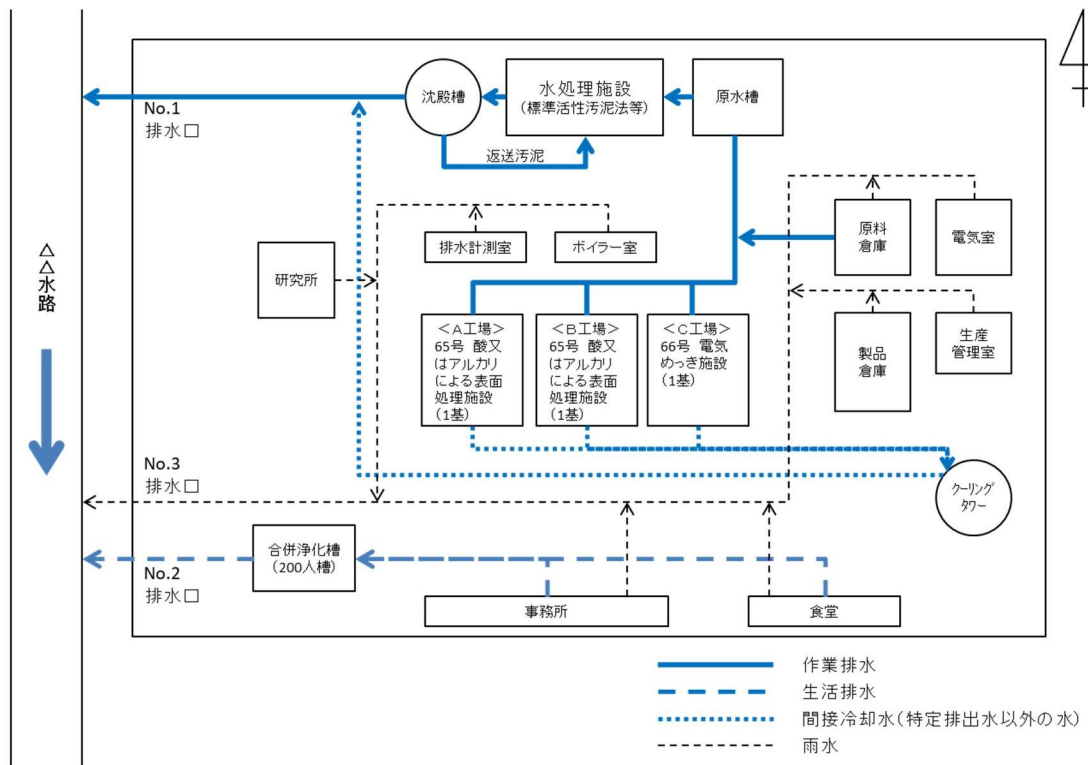 沈殿槽
水処理施設
(標準活性汚泥法等)
原水槽
No.1
排水口
返送汚泥
排水計測室
ボイラー室
原料
倉庫
電気室
研究所
△△水路
<A工場>
65号 酸又
はアルカリ
による表面
処理施設
(1基)
<B工場>
65号 酸又
はアルカリ
による表面
処理施設
(1基)
<C工場>
66号 電気
めっき施設
(1基)
製品
倉庫
生産
管理室
No.3
排水口
クーリング
タワー
合併浄化槽
(200人槽)
No.2
排水口
事務所
食堂
作業排水
生活排水
間接冷却水(特定排出水以外の水)
雨水